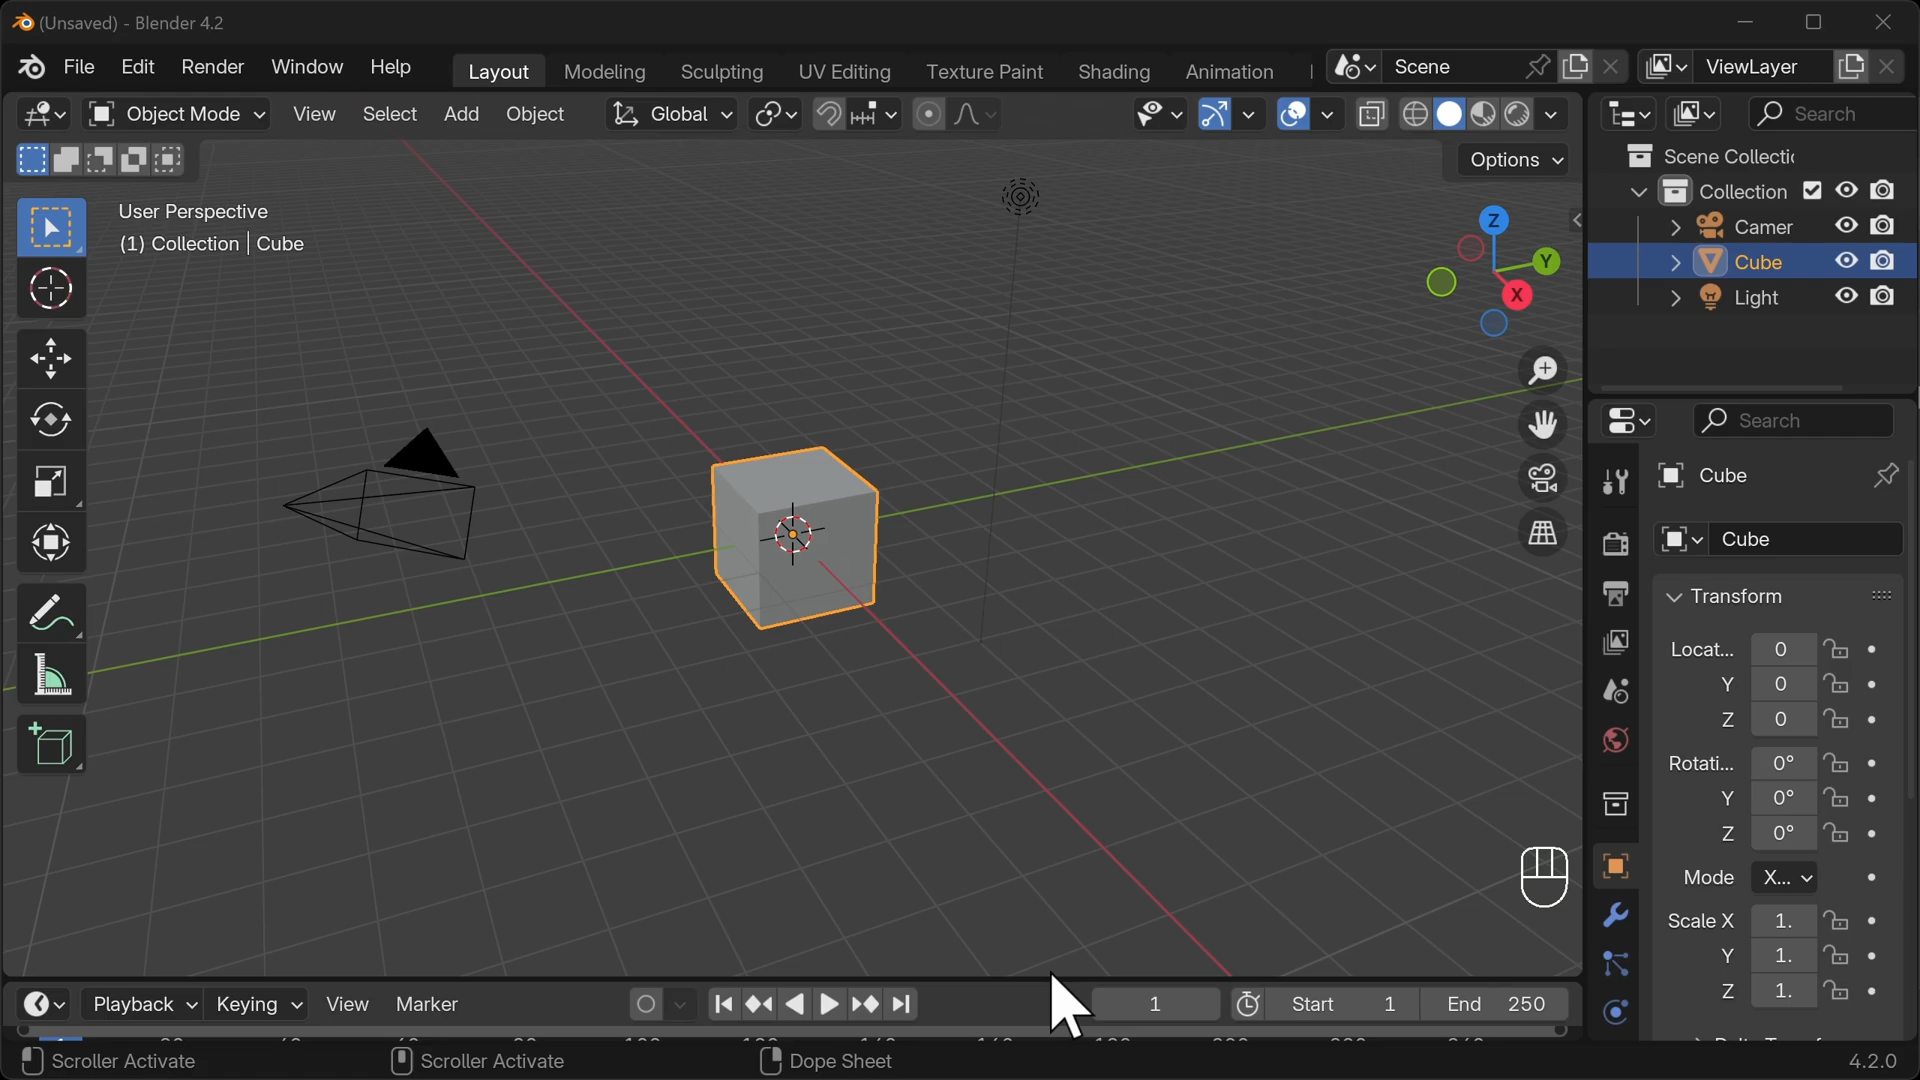 (Unsaved) - Blender 4.2
File Edit Render Window Help Layout Modeling Sculpting UV Editing Texture Paint Shading Animation Scene ViewLayer
Object Mode View Select Add Object Global Search
Options
User Perspective
(1) Collection | Cube
Z
Y
X
Scene Collectic
Collection
Camer
Cube
Light
Search
Cube
Cube
Transform
Locat... 0
Y 0
Z 0
Rotati... 0°
Y 0°
Z 0°
Mode X...
Scale X 1.
Y 1.
Z 1.
Playback Keying View Marker 1 Start 1 End 250
Scroller Activate Scroller Activate Dope Sheet 4.2.0